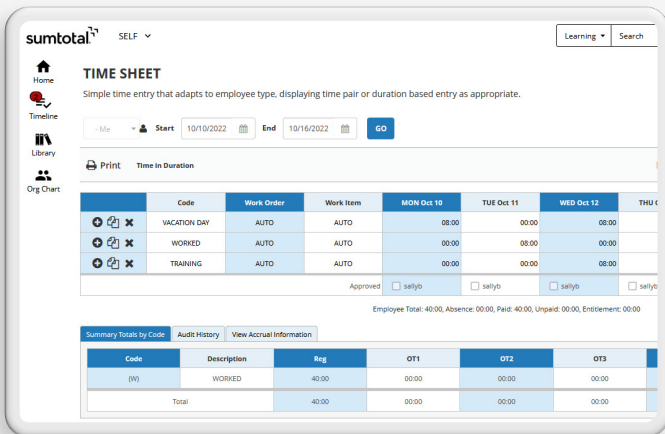 sumtotal
SELF
Learning
Search
Home
Timeline
Library
Org Chart
TIME SHEET
Simple time entry that adapts to employee type, displaying time pair or duration based entry as appropriate.
- Me Start 10/10/2022 End 10/16/2022 GO
Print Time in Duration
Code Work Order Work Item MON Oct 10 TUE Oct 11 WED Oct 12 THU
VACATION DAY AUTO AUTO 08:00 00:00 08:00
WORKED AUTO AUTO 00:00 08:00 00:00
TRAINING AUTO AUTO 00:00 00:00 08:00
Approved sallyb sallyb sallyb sallyb
Employee Total: 40:00, Absence: 00:00, Paid: 40:00, Unpaid: 00:00, Entitlement: 00:00
Summary Totals by Code Audit History View Accrual Information
Code Description Reg OT1 OT2 OT3
(W) WORKED 40:00 00:00 00:00 00:00
Total 40:00 00:00 00:00 00:00